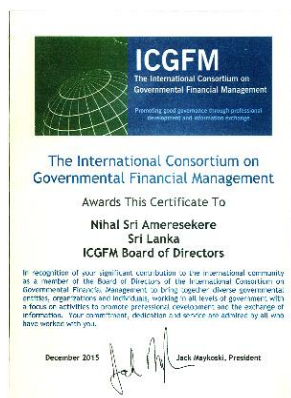 ICGFM
The International Consortium on
Governmental Financial Management
Promoting good governance through professional
development and information exchange.
The International Consortium on
Governmental Financial Management
Awards This Certificate To
Nihal Sri Ameresekere
Sri Lanka
ICGFM Board of Directors
In recognition of your significant contribution to the international community
as a member of the Board of Directors of the International Consortium on
Governmental Financial Management to bring together diverse governmental
entities, organizations and individuals, working in all levels of government with
a focus on activities to promote professional development and the exchange of
information. Your commitment, dedication and service are admired by all who
have worked with you.
December 2015
Jack Maykoski, President